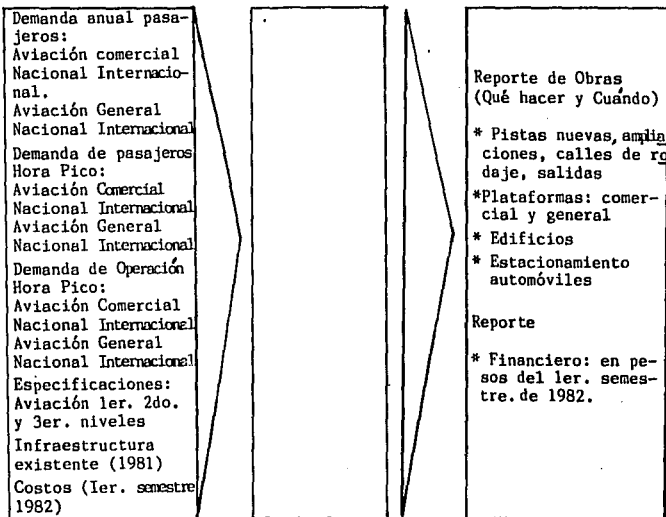 Demanda anual pasa-
jeros:
Aviación comercial
Nacional Internacio-
nal.
Aviación General
Nacional Internacional
Demanda de pasajeros
Hora Pico:
Aviación Comercial
Nacional Internacional
Aviación General
Nacional Internacional
Demanda de Operación
Hora Pico:
Aviación Comercial
Nacional Internacional
Aviación General
Nacional Internacional
Especificaciones:
Aviación 1er. 2do.
y 3er. niveles
Infraestructura
existente (1981)
Costos (Ier. semestre
1982)
Reporte de Obras
(Qué hacer y Cuándo)
* Pistas nuevas, amplia
ciones, calles de ro
daje, salidas
*Plataformas: comer-
cial y general
* Edificios
* Estacionamiento
automóviles
Reporte
* Financiero: en pe-
sos del 1er. semes-
tre. de 1982.